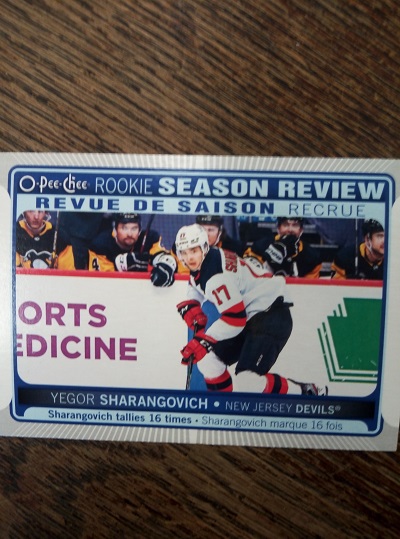 O-Pee-Chee ROOKIE SEASON REVIEW
REVUE DE SAISON RECRUE
17
17
ORTS
EDICINE
YEGOR SHARANGOVICH • NEW JERSEY DEVILS®
Sharangovich tallies 16 times • Sharangovich marque 16 fois